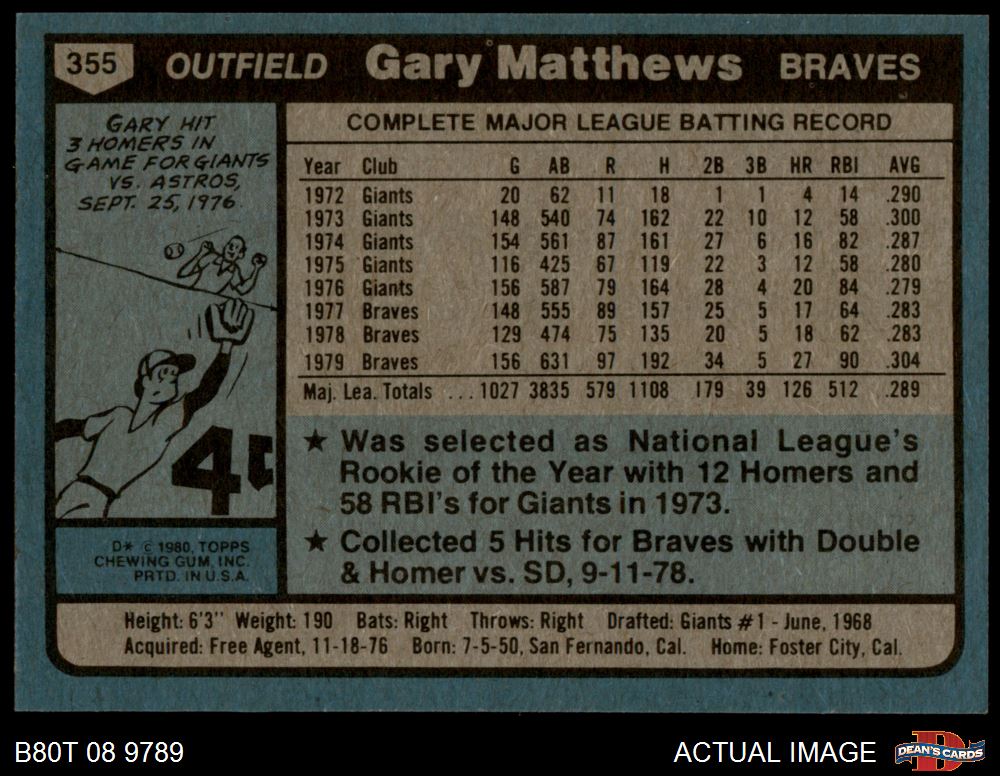 355 OUTFIELD Gary Matthews BRAVES
GARY HIT
3 HOMERS IN
GAME FOR GIANTS
VS. ASTROS,
SEPT. 25, 1976.
4
D* © 1980, TOPPS
CHEWING GUM, INC.
PRTD. IN U.S.A.
COMPLETE MAJOR LEAGUE BATTING RECORD
Year Club G AB R H 2B 3B HR RBI AVG
1972 Giants 20 62 11 18 1 1 4 14 .290
1973 Giants 148 540 74 162 22 10 12 58 .300
1974 Giants 154 561 87 161 27 6 16 82 .287
1975 Giants 116 425 67 119 22 3 12 58 .280
1976 Giants 156 587 79 164 28 4 20 84 .279
1977 Braves 148 555 89 157 25 5 17 64 .283
1978 Braves 129 474 75 135 20 5 18 62 .283
1979 Braves 156 631 97 192 34 5 27 90 .304
Maj. Lea. Totals ... 1027 3835 579 1108 179 39 126 512 .289
★ Was selected as National League's
Rookie of the Year with 12 Homers and
58 RBI's for Giants in 1973.
★ Collected 5 Hits for Braves with Double
& Homer vs. SD, 9-11-78.
Height: 6'3" Weight: 190 Bats: Right Throws: Right Drafted: Giants #1 - June, 1968
Acquired: Free Agent, 11-18-76 Born: 7-5-50, San Fernando, Cal. Home: Foster City, Cal.
B80T 08 9789 ACTUAL IMAGE D DEAN'S CARDS